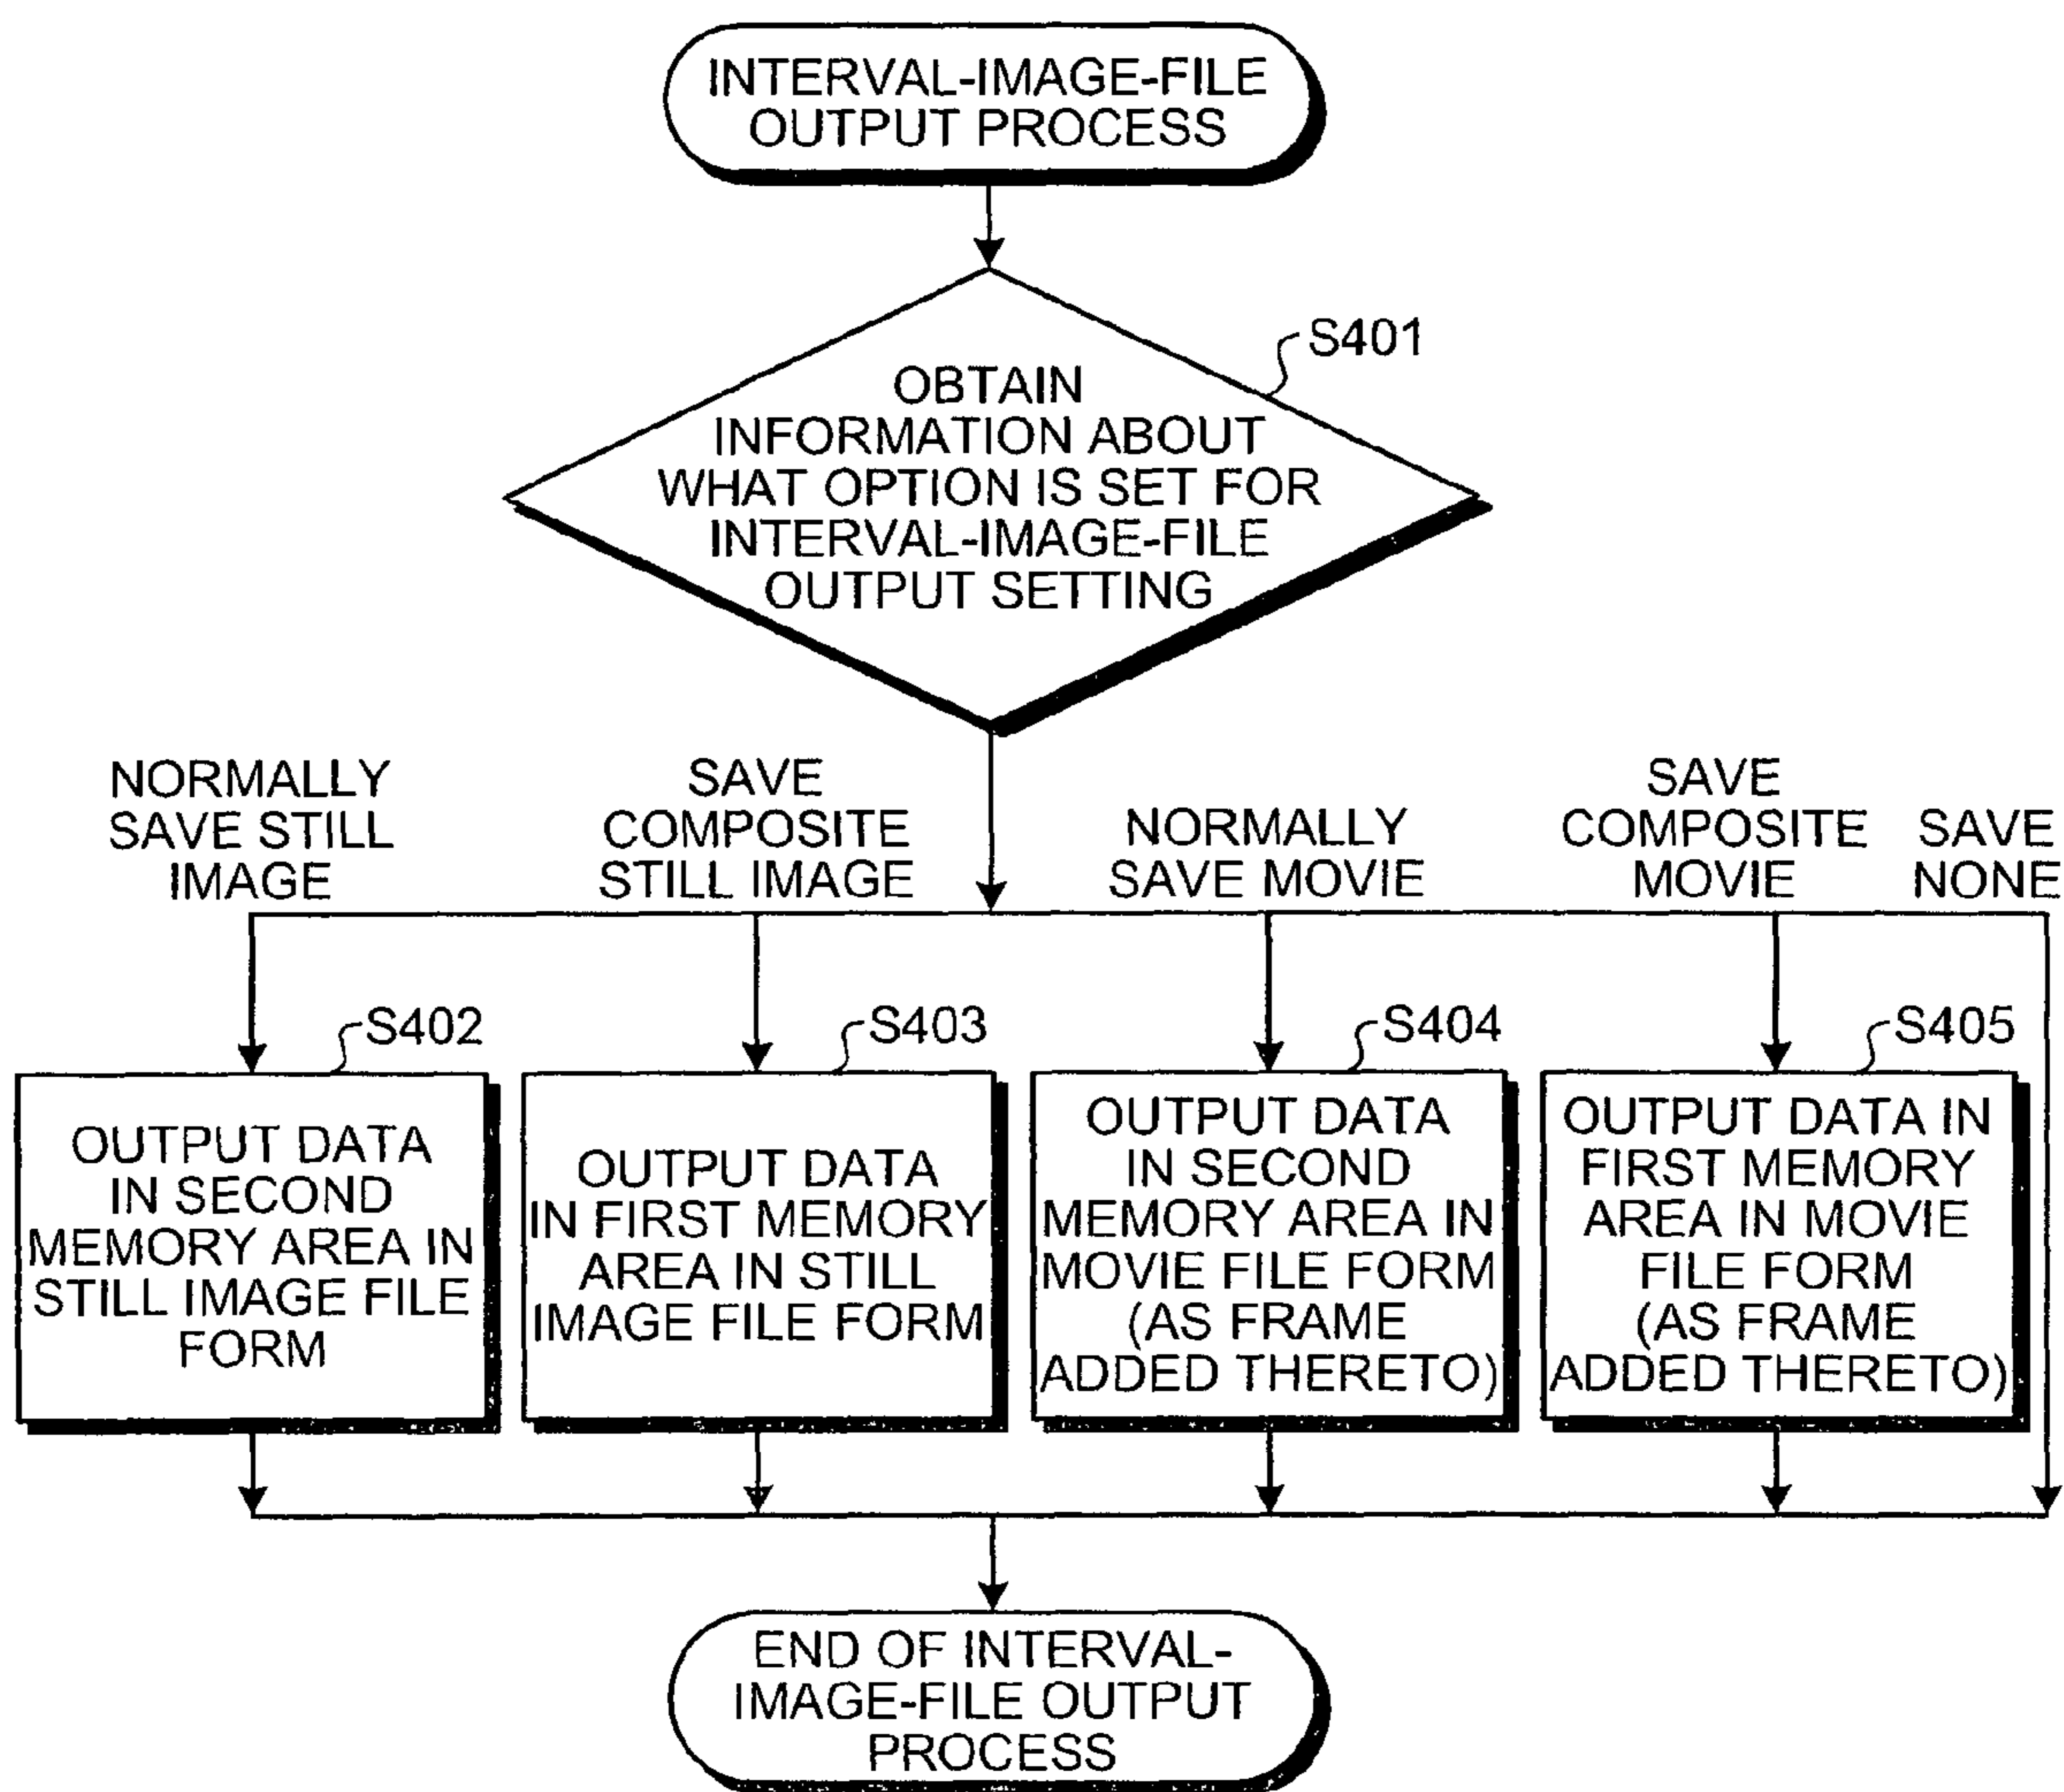 INTERVAL-IMAGE-FILE
OUTPUT PROCESS
S401
OBTAIN
INFORMATION ABOUT
WHAT OPTION IS SET FOR
INTERVAL-IMAGE-FILE
OUTPUT SETTING
NORMALLY
SAVE STILL
IMAGE
SAVE
COMPOSITE
STILL IMAGE
NORMALLY
SAVE MOVIE
SAVE
COMPOSITE
MOVIE
SAVE
NONE
S402
OUTPUT DATA
IN SECOND
MEMORY AREA IN
STILL IMAGE FILE
FORM
S403
OUTPUT DATA
IN FIRST MEMORY
AREA IN STILL
IMAGE FILE FORM
S404
OUTPUT DATA
IN SECOND
MEMORY AREA IN
MOVIE FILE FORM
(AS FRAME
ADDED THERETO)
S405
OUTPUT DATA IN
FIRST MEMORY
AREA IN MOVIE
FILE FORM
(AS FRAME
ADDED THERETO)
END OF INTERVAL-
IMAGE-FILE OUTPUT
PROCESS